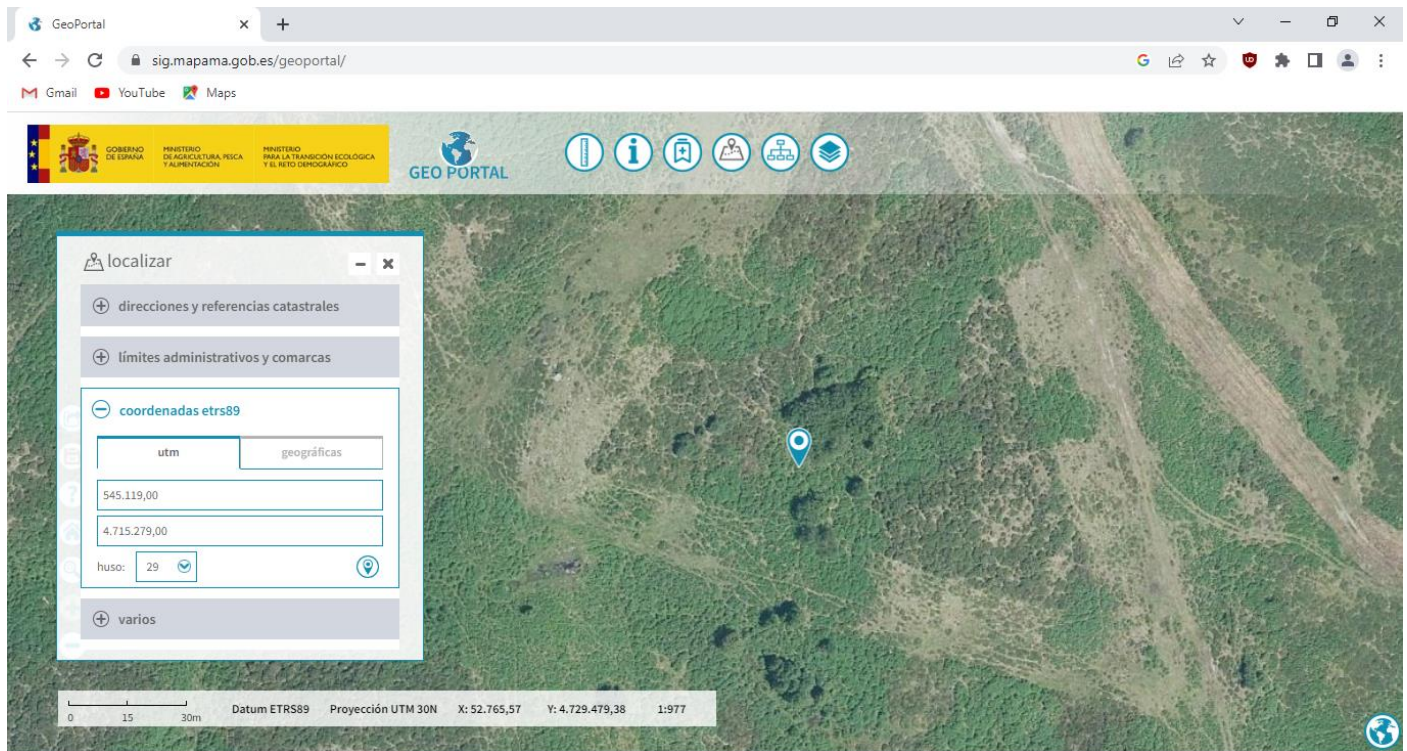 GeoPortal
sig.mapama.gob.es/geoportal/
Gmail YouTube Maps
GOBIERNO DE ESPAÑA
MINISTERIO DE AGRICULTURA, PESCA Y ALIMENTACIÓN
MINISTERIO PARA LA TRANSICIÓN ECOLÓGICA Y EL RETO DEMOGRÁFICO
GEO PORTAL
localizar
direcciones y referencias catastrales
límites administrativos y comarcas
coordenadas etrs89
utm geográficas
545.119,00
4.715.279,00
huso: 29
varios
0 15 30m Datum ETRS89 Proyección UTM 30N X: 52.765,57 Y: 4.729.479,38 1:977